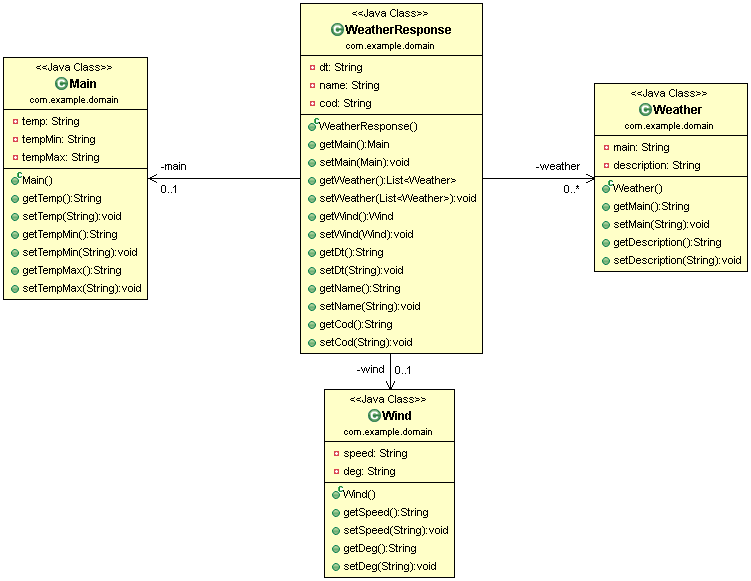 <<Java Class>>
WeatherResponse
com.example.domain
dt: String
name: String
cod: String
WeatherResponse()
getMain():Main
setMain(Main):void
getWeather():List<Weather>
setWeather(List<Weather>):void
getWind():Wind
setWind(Wind):void
getDt():String
setDt(String):void
getName():String
setName(String):void
getCod():String
setCod(String):void
<<Java Class>>
Main
com.example.domain
temp: String
tempMin: String
tempMax: String
Main()
getTemp():String
setTemp(String):void
getTempMin():String
setTempMin(String):void
getTempMax():String
setTempMax(String):void
-main
0..1
-weather
0..*
<<Java Class>>
Weather
com.example.domain
main: String
description: String
Weather()
getMain():String
setMain(String):void
getDescription():String
setDescription(String):void
-wind
0..1
<<Java Class>>
Wind
com.example.domain
speed: String
deg: String
Wind()
getSpeed():String
setSpeed(String):void
getDeg():String
setDeg(String):void